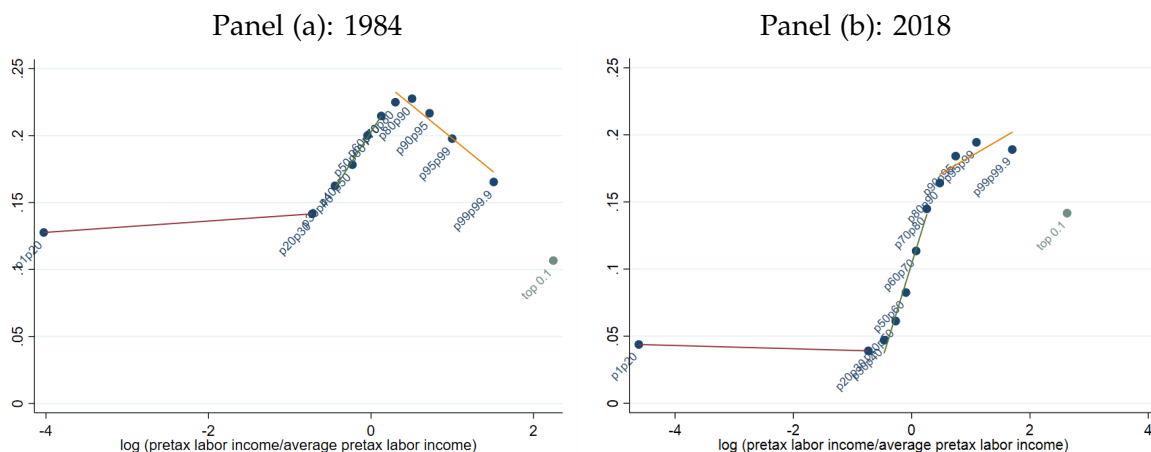 Panel (a): 1984
.25
.2
.15
.1
.05
0
-4
-2
0
2
p1p20
p20p30
p80p90
p90p95
p95p99
p99p99.9
top 0.1
log (pretax labor income/average pretax labor income)
Panel (b): 2018
.25
.2
.15
.1
.05
0
-4
-2
0
2
4
p1p20
p20p30
p50p60
p60p70
p70p80
p80p90
p90p95
p95p99
p99p99.9
top 0.1
log (pretax labor income/average pretax labor income)